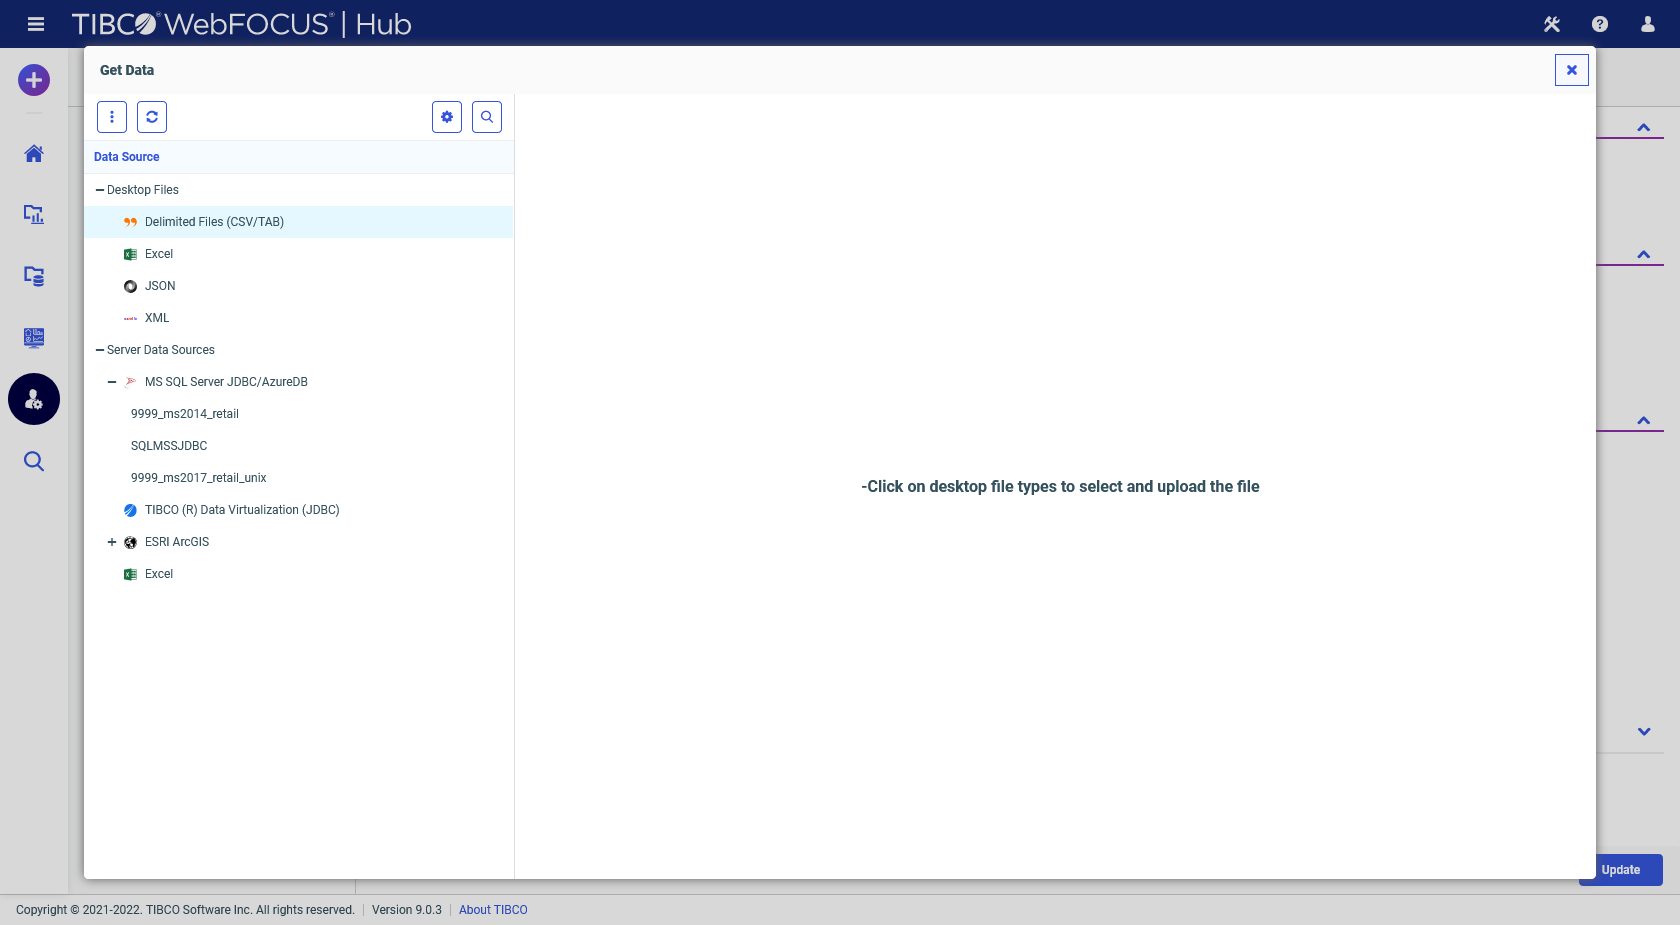 TIBCO® WebFOCUS® | Hub
Get Data
Data Source
Desktop Files
Delimited Files (CSV/TAB)
Excel
JSON
XML
Server Data Sources
MS SQL Server JDBC/AzureDB
9999_ms2014_retail
SQLMSSJDBC
9999_ms2017_retail_unix
TIBCO (R) Data Virtualization (JDBC)
ESRI ArcGIS
Excel
-Click on desktop file types to select and upload the file
Update
Copyright © 2021-2022. TIBCO Software Inc. All rights reserved. | Version 9.0.3 | About TIBCO